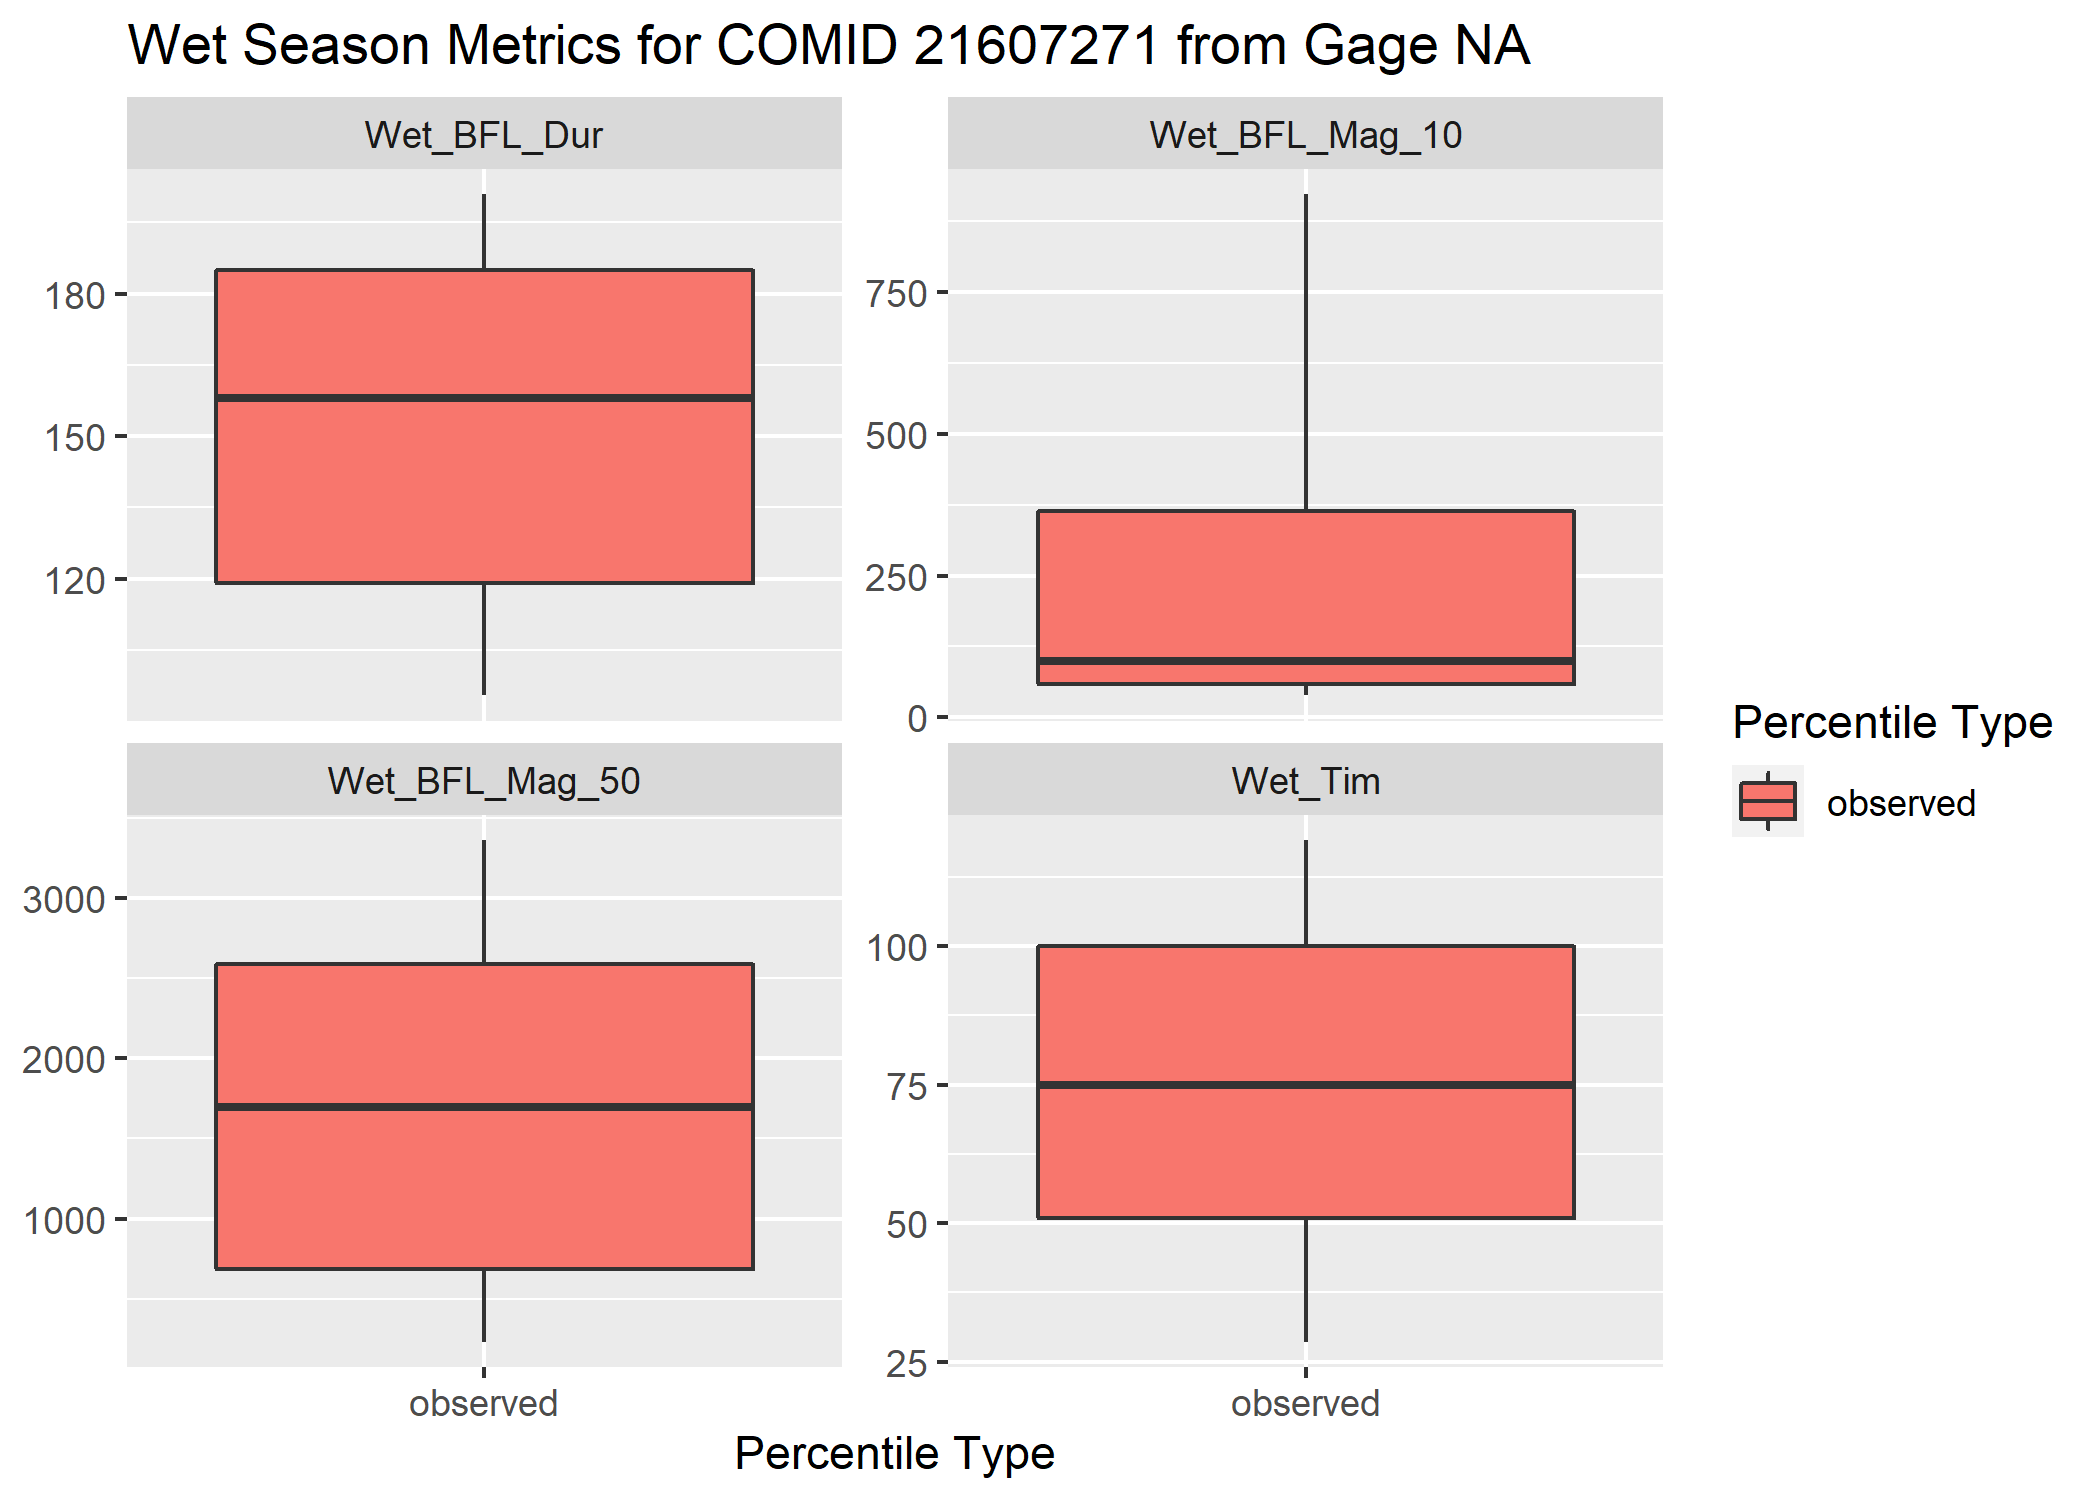 Wet Season Metrics for COMID 21607271 from Gage NA
Wet_BFL_Dur
180
150
120
Wet_BFL_Mag_10
750
500
250
0
Wet_BFL_Mag_50
3000
2000
1000
observed
Wet_Tim
100
75
50
25
observed
Percentile Type
Percentile Type
observed